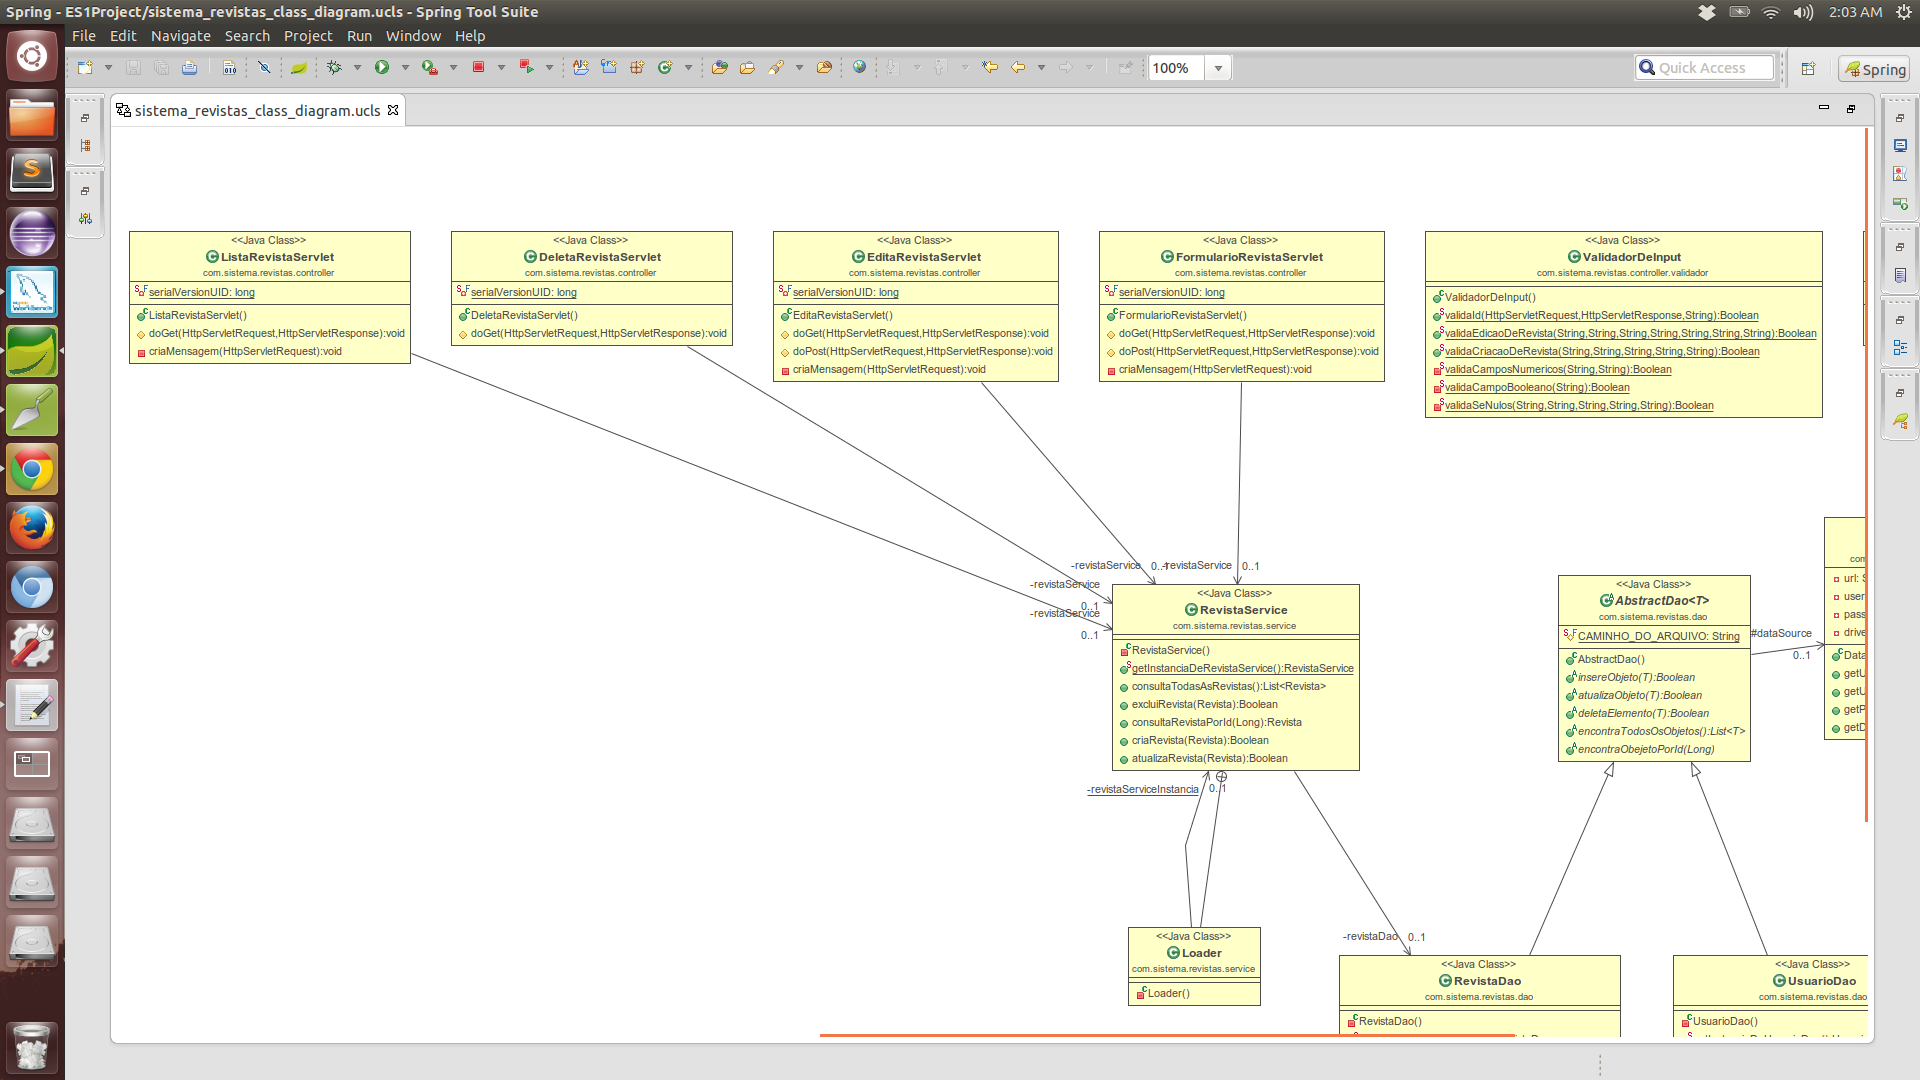 Spring - ES1Project/sistema_revistas_class_diagram.ucls - Spring Tool Suite
2:03 AM
File Edit Navigate Search Project Run Window Help
100%
Quick Access
Spring
sistema_revistas_class_diagram.ucls
<<Java Class>>
ListaRevistaServlet
com.sistema.revistas.controller
serialVersionUID: long
ListaRevistaServlet()
doGet(HttpServletRequest,HttpServletResponse):void
criaMensagem(HttpServletRequest):void
<<Java Class>>
DeletaRevistaServlet
com.sistema.revistas.controller
serialVersionUID: long
DeletaRevistaServlet()
doGet(HttpServletRequest,HttpServletResponse):void
<<Java Class>>
EditaRevistaServlet
com.sistema.revistas.controller
serialVersionUID: long
EditaRevistaServlet()
doGet(HttpServletRequest,HttpServletResponse):void
doPost(HttpServletRequest,HttpServletResponse):void
criaMensagem(HttpServletRequest):void
<<Java Class>>
FormularioRevistaServlet
com.sistema.revistas.controller
serialVersionUID: long
FormularioRevistaServlet()
doGet(HttpServletRequest,HttpServletResponse):void
doPost(HttpServletRequest,HttpServletResponse):void
criaMensagem(HttpServletRequest):void
<<Java Class>>
ValidadorDeInput
com.sistema.revistas.controller.validador
ValidadorDeInput()
validaId(HttpServletRequest,HttpServletResponse,String):Boolean
validaEdicaoDeRevista(String,String,String,String,String,String):Boolean
validaCriacaoDeRevista(String,String,String,String,String):Boolean
validaCamposNumericos(String,String):Boolean
validaCampoBooleano(String):Boolean
validaSeNulos(String,String,String,String,String):Boolean
-revistaService 0..1
-revistaService 0..1
-revistaService
0..1
-revistaService
0..1
<<Java Class>>
RevistaService
com.sistema.revistas.service
RevistaService()
getInstanciaDeRevistaService():RevistaService
consultaTodasAsRevistas():List<Revista>
excluiRevista(Revista):Boolean
consultaRevistaPorId(Long):Revista
criaRevista(Revista):Boolean
atualizaRevista(Revista):Boolean
-revistaServiceInstancia 0..1
<<Java Class>>
AbstractDao<T>
com.sistema.revistas.dao
CAMINHO_DO_ARQUIVO: String
AbstractDao()
insereObjeto(T):Boolean
atualizaObjeto(T):Boolean
deletaElemento(T):Boolean
encontraTodosOsObjetos():List<T>
encontraObejetoPorId(Long)
#dataSource
0..1
com
url: S
user
pass
drive
Data
getU
getU
getP
getD
<<Java Class>>
Loader
com.sistema.revistas.service
Loader()
-revistaDao 0..1
<<Java Class>>
RevistaDao
com.sistema.revistas.dao
RevistaDao()
<<Java Class>>
UsuarioDao
com.sistema.revistas.dao
UsuarioDao()